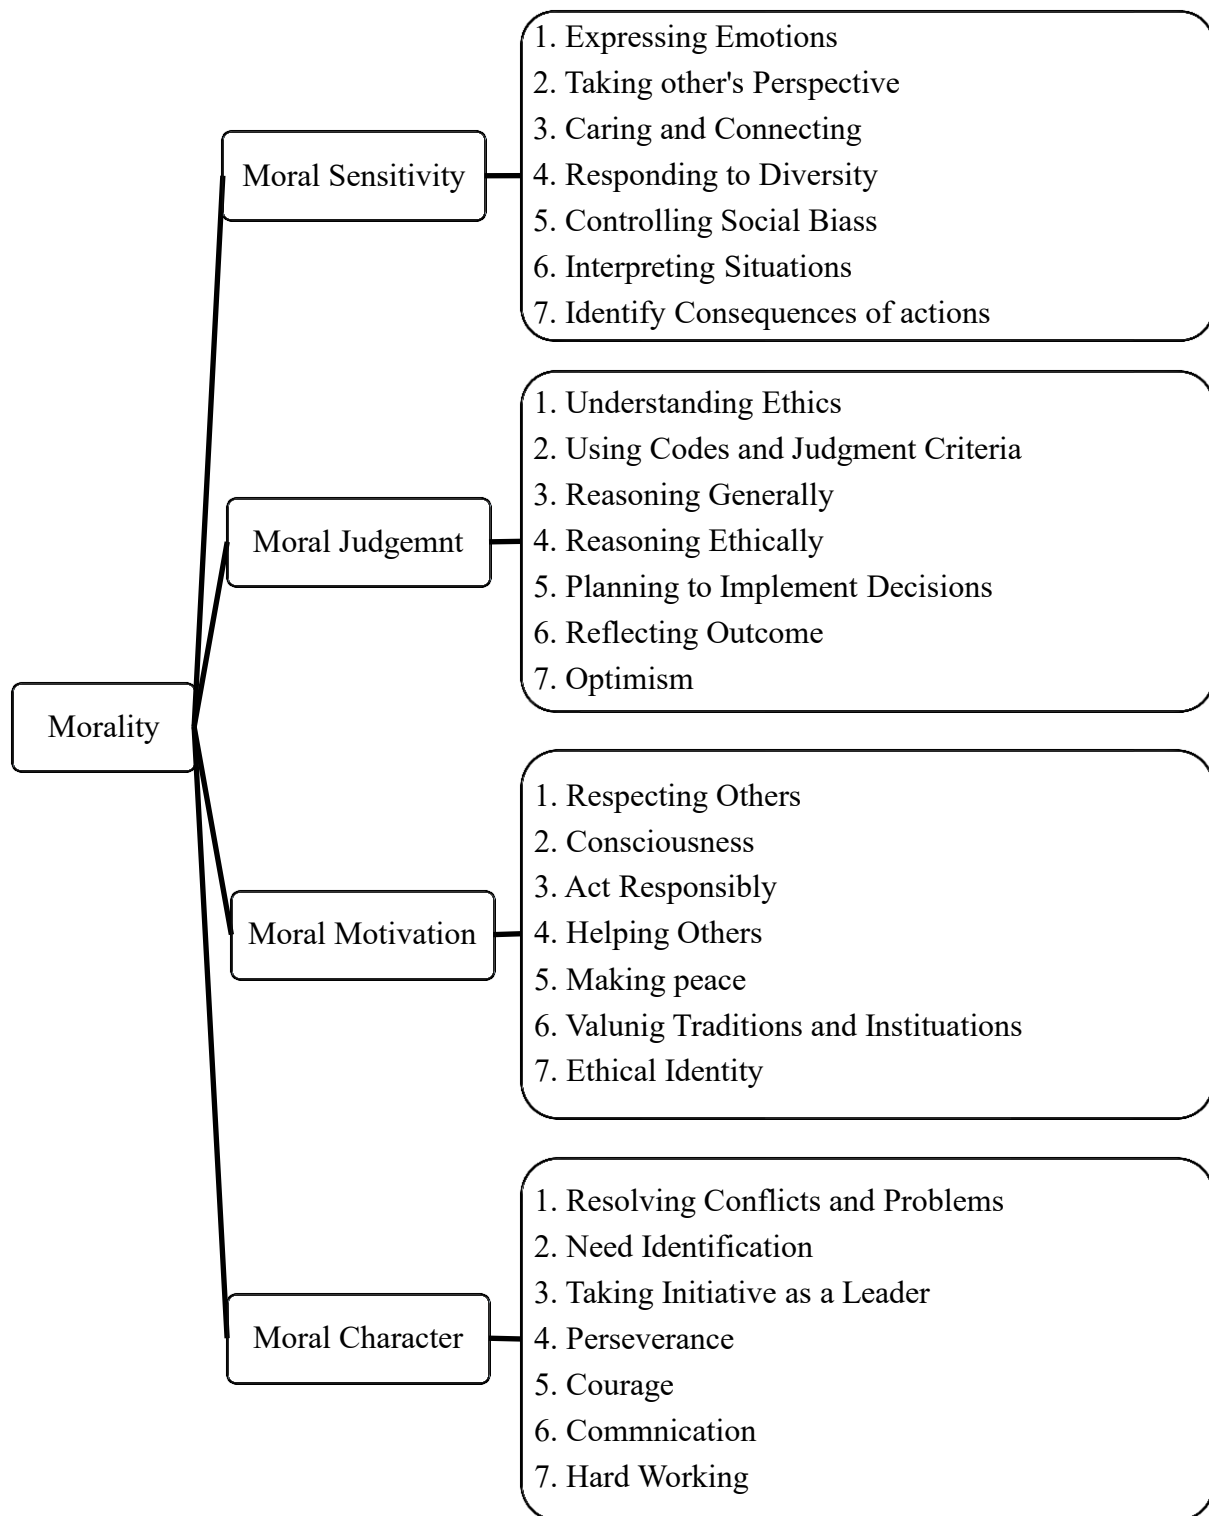 1. Expressing Emotions
2. Taking other's Perspective
3. Caring and Connecting
Moral Sensitivity
4. Responding to Diversity
5. Controlling Social Biass
6. Interpreting Situations
7. Identify Consequences of actions
1. Understanding Ethics
2. Using Codes and Judgment Criteria
3. Reasoning Generally
Moral Judgemnt
4. Reasoning Ethically
5. Planning to Implement Decisions
6. Reflecting Outcome
7. Optimism
Morality
1. Respecting Others
2. Consciousness
3. Act Responsibly
Moral Motivation
4. Helping Others
5. Making peace
6. Valunig Traditions and Instituations
7. Ethical Identity
1. Resolving Conflicts and Problems
2. Need Identification
3. Taking Initiative as a Leader
Moral Character
4. Perseverance
5. Courage
6. Commnication
7. Hard Working